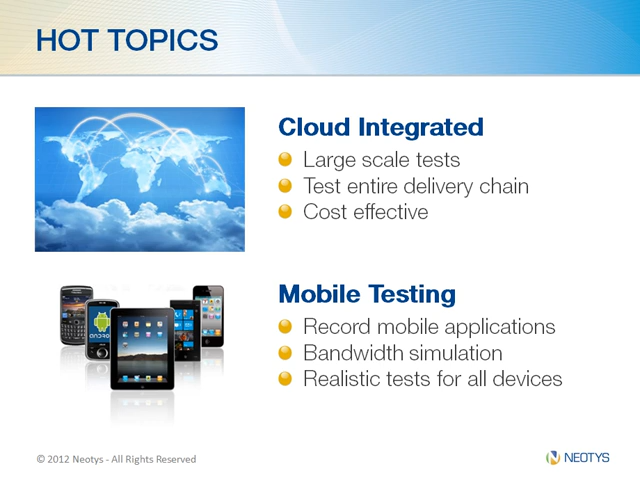 HOT TOPICS
Cloud Integrated
Large scale tests
Test entire delivery chain
Cost effective
Mobile Testing
Record mobile applications
Bandwidth simulation
Realistic tests for all devices
ANDROID
© 2012 Neotys - All Rights Reserved
NEOTYS